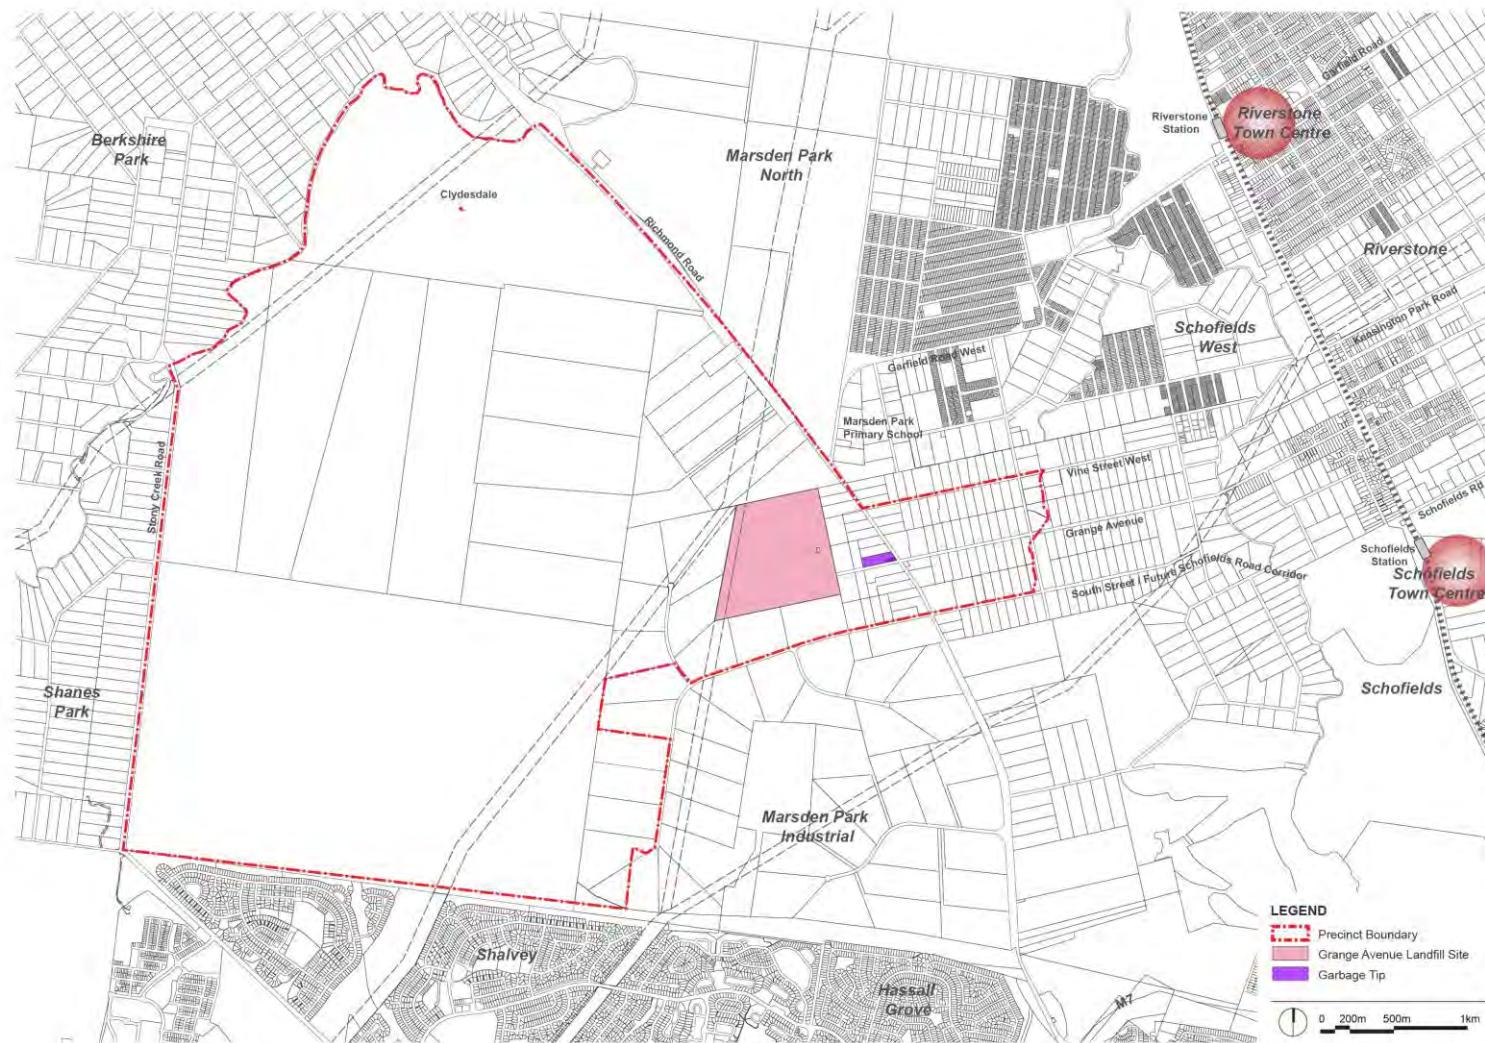 Garfield Road
Riverstone
Station
Riverstone
Town Centre
Berkshire
Park
Marsden Park
North
Clydesdale
Richmond Road
Riverstone
Kensington Park Road
Schofields
West
Garfield Road West
Marsden Park
Primary School
Stony Creek Road
Vine Street West
Schofields Rd
Grange Avenue
Schofields
Station
South Street / Future Schofields Road Corridor
Schofields
Town Centre
Shanes
Park
Schofields
Marsden Park
Industrial
Shalvey
Hassall
Grove
M7
LEGEND
Precinct Boundary
Grange Avenue Landfill Site
Garbage Tip
0 200m 500m 1km